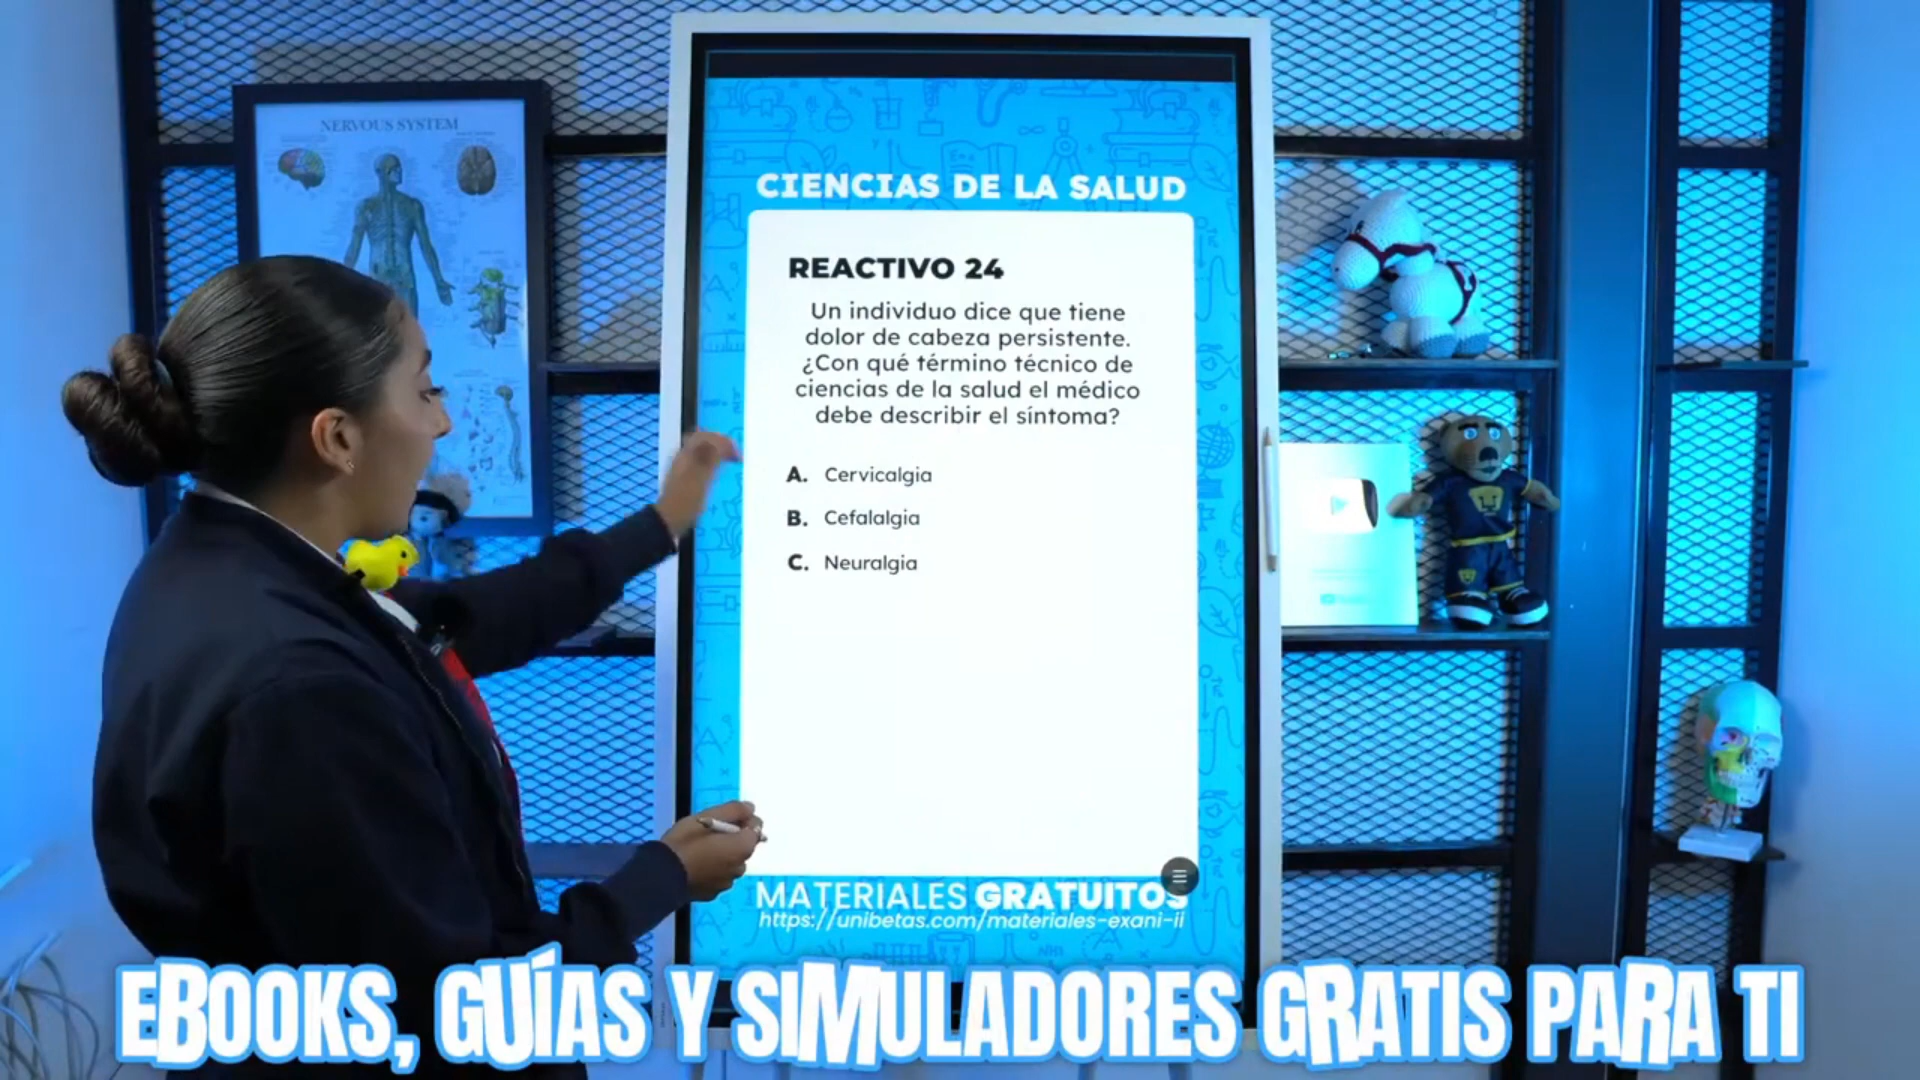 NERVOUS SYSTEM
CIENCIAS DE LA SALUD
REACTIVO 24
Un individuo dice que tiene
dolor de cabeza persistente.
¿Con qué término técnico de
ciencias de la salud el médico
debe describir el síntoma?
A. Cervicalgia
B. Cefalalgia
C. Neuralgia
MATERIALES GRATUITOS
https://unibetas.com/materiales-exani-ii
EBOOKS, GUÍAS Y SIMULADORES GRATIS PARA TI